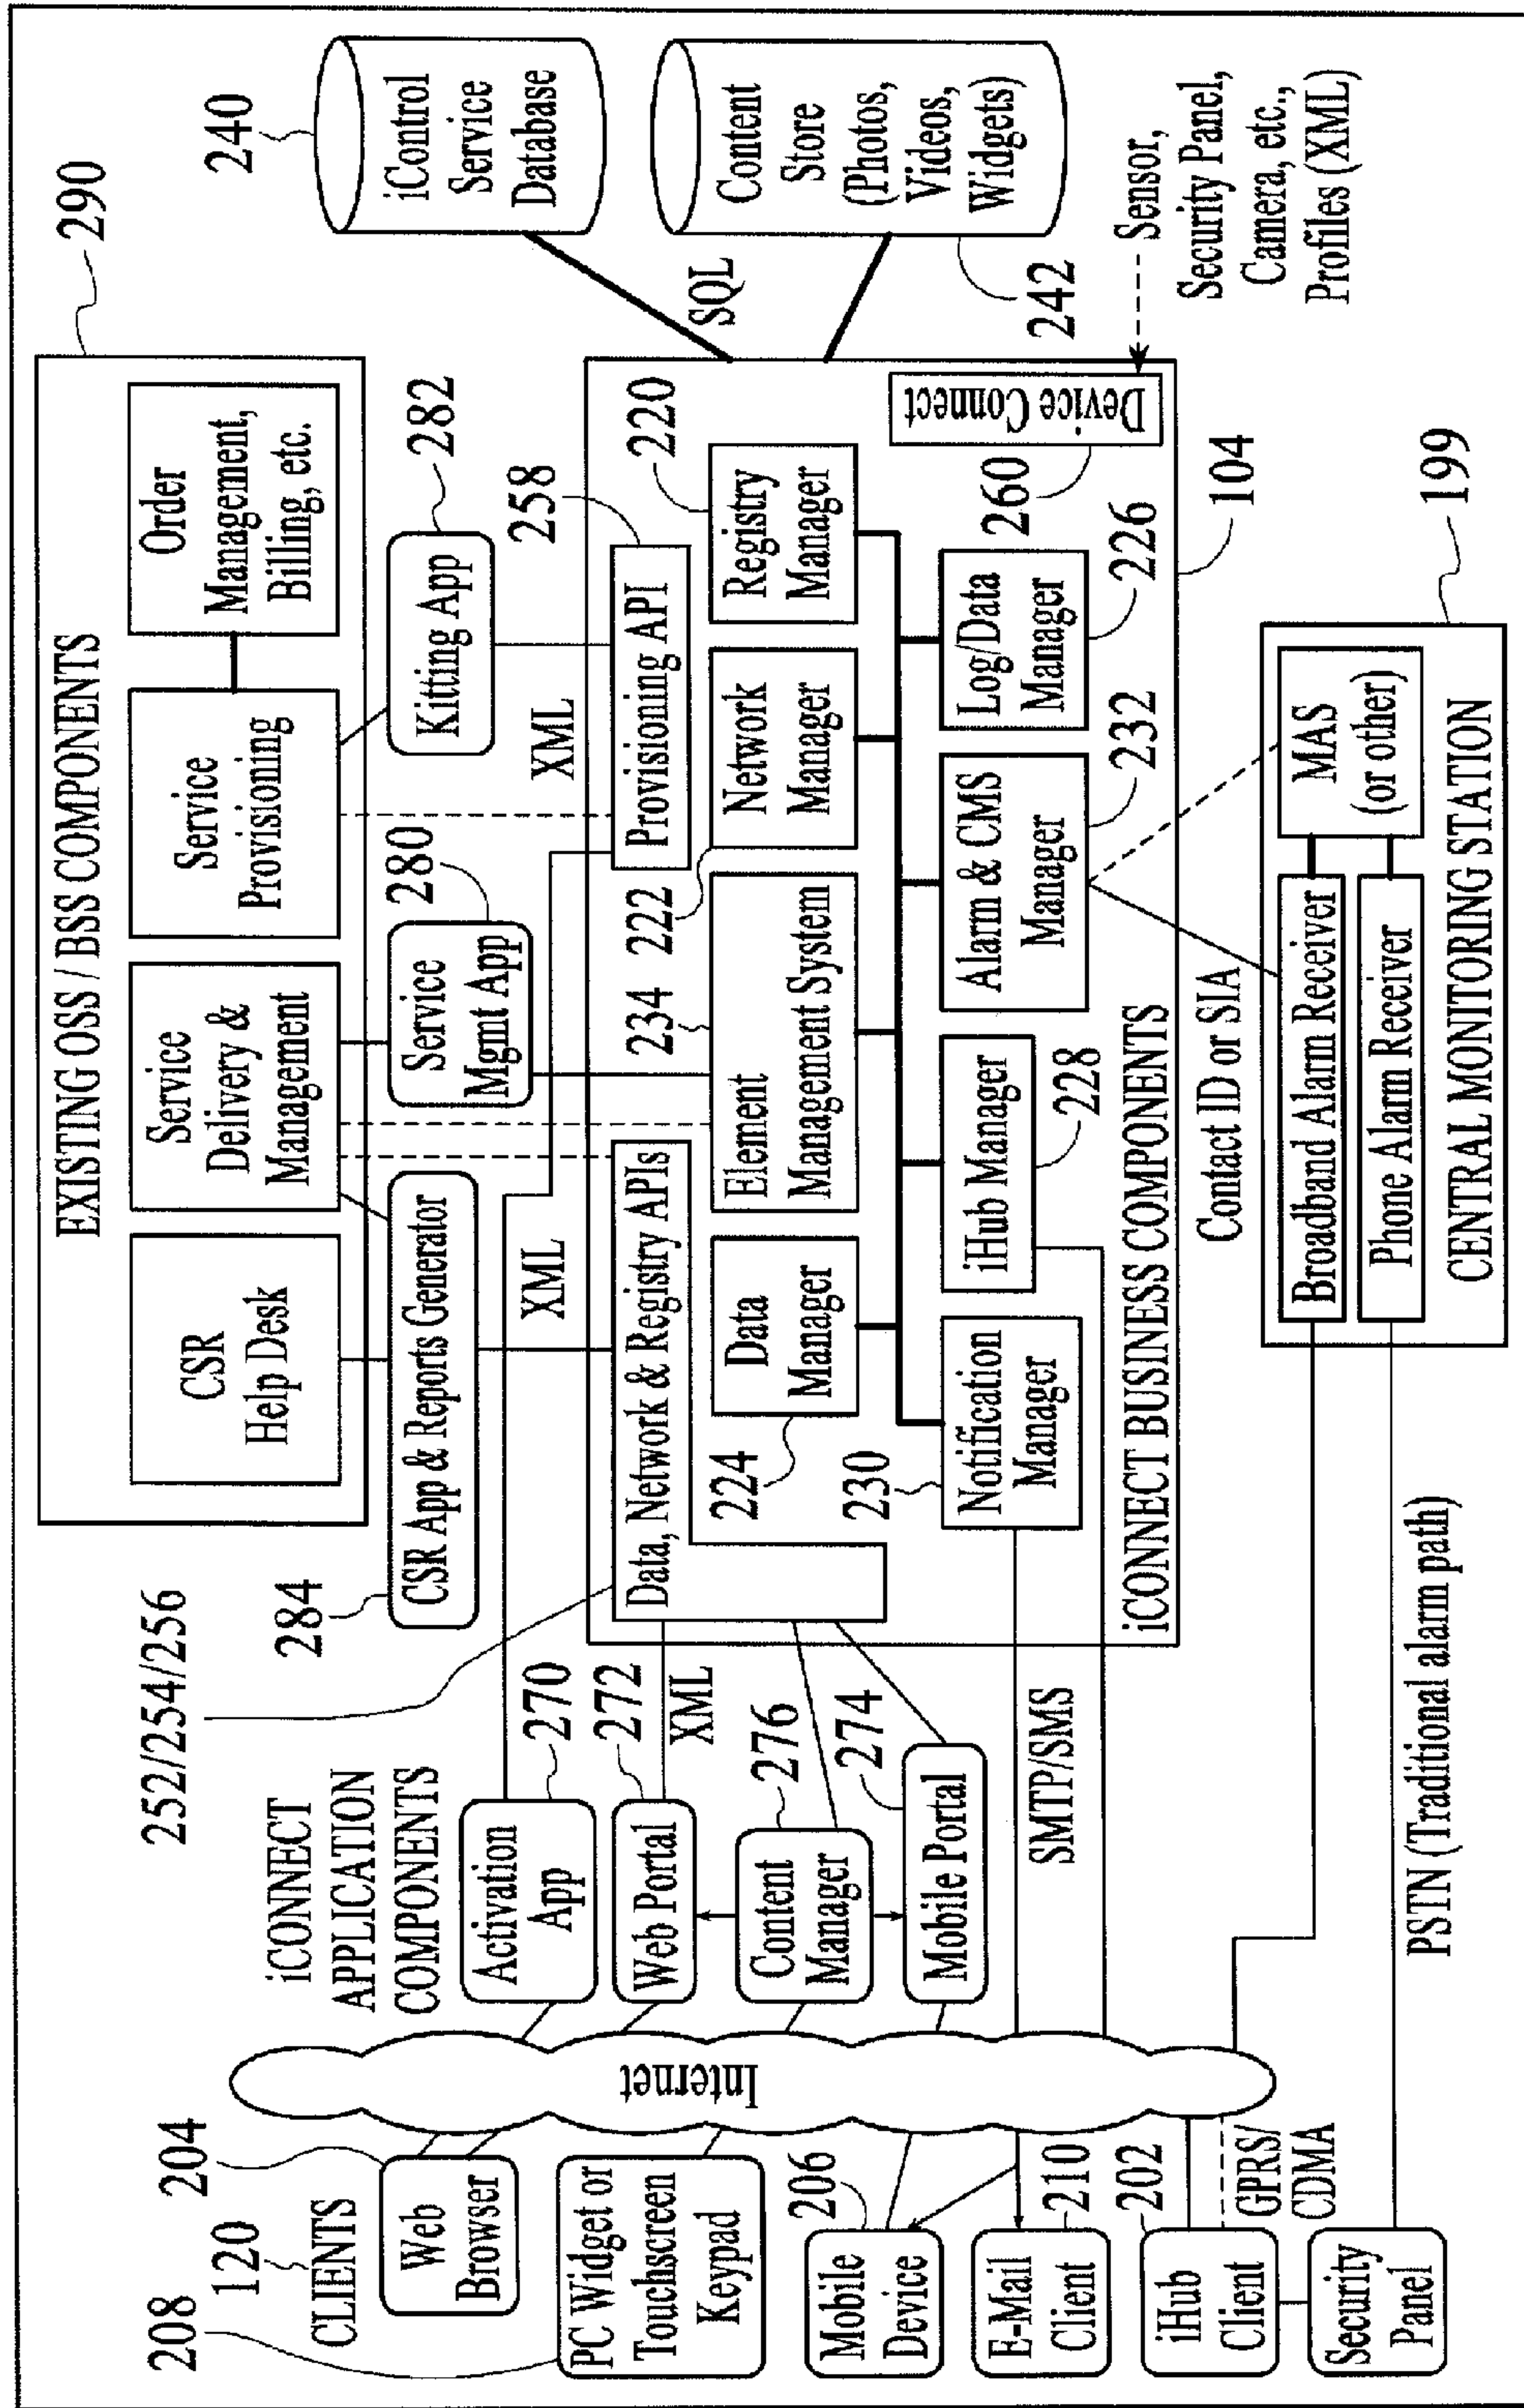 EXISTING OSS / BSS COMPONENTS
290
CSR
Help Desk
Service
Delivery &
Management
Service
Provisioning
Order
Management,
Billing, etc.
252/254/256
284
CSR App & Reports Generator
280
Service
Mgmt App
282
Kitting App
240
iControl
Service
Database
Content
Store
(Photos,
Videos,
Widgets)
242
SQL
XML
XML
258
208
120
204
CLIENTS
Web
Browser
PC Widget or
Touchscreen
Keypad
206
Mobile
Device
210
E-Mail
Client
202
iHub
Client
GPRS/
CDMA
Security
Panel
Internet
iCONNECT
APPLICATION
COMPONENTS
Activation
App
270
Web Portal
272
XML
Content
Manager
276
Mobile Portal
274
SMTP/SMS
Data, Network & Registry APIs
Provisioning API
224
Data
Manager
234
Element
Management System
222
Network
Manager
220
Registry
Manager
230
Notification
Manager
iHub Manager
228
Alarm & CMS
Manager
232
Log/Data
Manager
226
260
Device Connect
Sensor,
Security Panel,
Camera, etc.,
Profiles (XML)
iCONNECT BUSINESS COMPONENTS
104
Contact ID or SIA
199
Broadband Alarm Receiver
Phone Alarm Receiver
MAS
(or other)
CENTRAL MONITORING STATION
PSTN (Traditional alarm path)